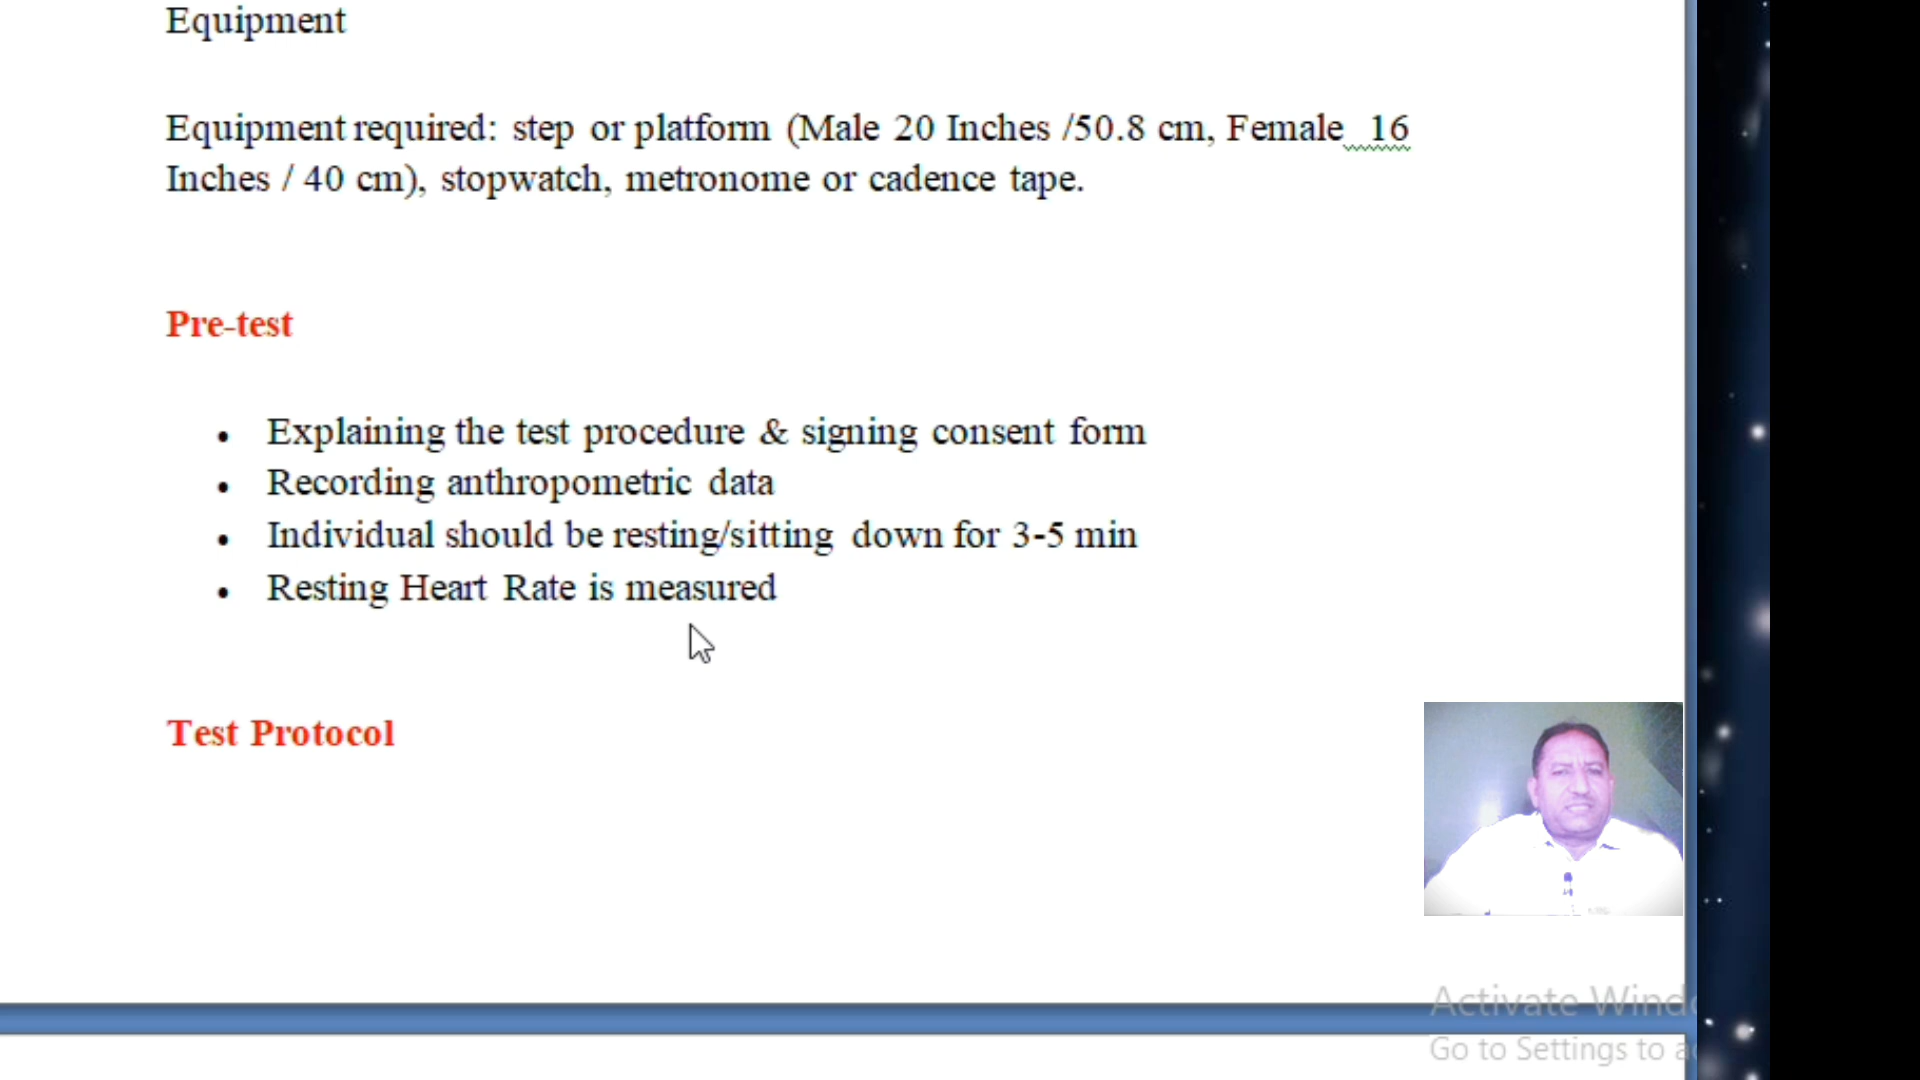 Equipment
Equipment required: step or platform (Male 20 Inches /50.8 cm, Female 16
Inches / 40 cm), stopwatch, metronome or cadence tape.
Pre-test
• Explaining the test procedure & signing consent form
• Recording anthropometric data
• Individual should be resting/sitting down for 3-5 min
• Resting Heart Rate is measured
Test Protocol
Activate Windo
Go to Settings to a